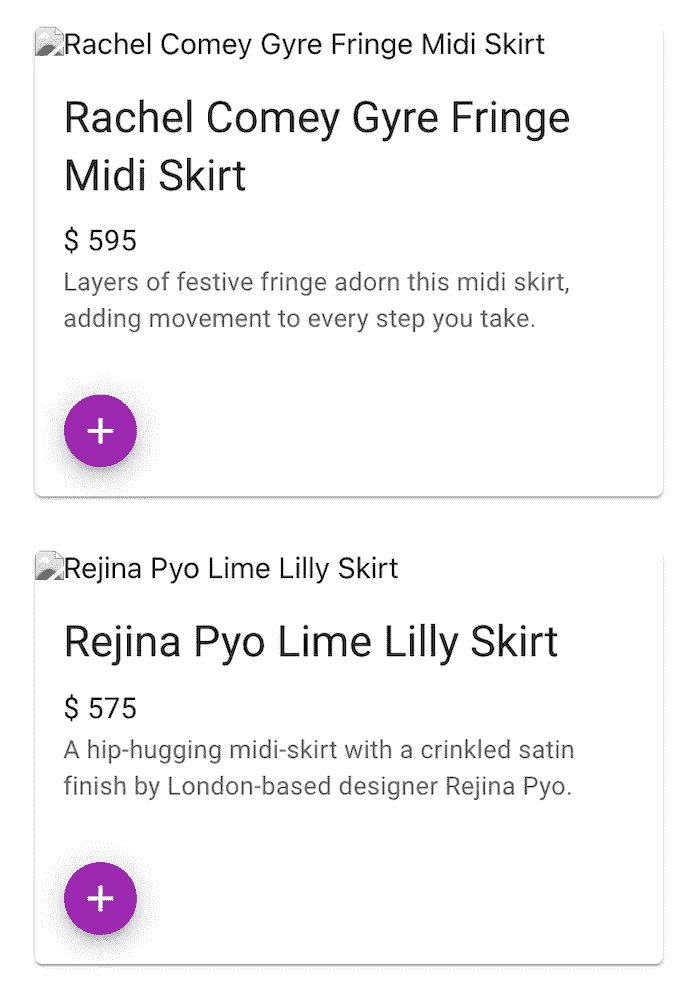 Rachel Comey Gyre Fringe Midi Skirt
Rachel Comey Gyre Fringe
Midi Skirt
$ 595
Layers of festive fringe adorn this midi skirt,
adding movement to every step you take.
+
Rejina Pyo Lime Lilly Skirt
Rejina Pyo Lime Lilly Skirt
$ 575
A hip-hugging midi-skirt with a crinkled satin
finish by London-based designer Rejina Pyo.
+